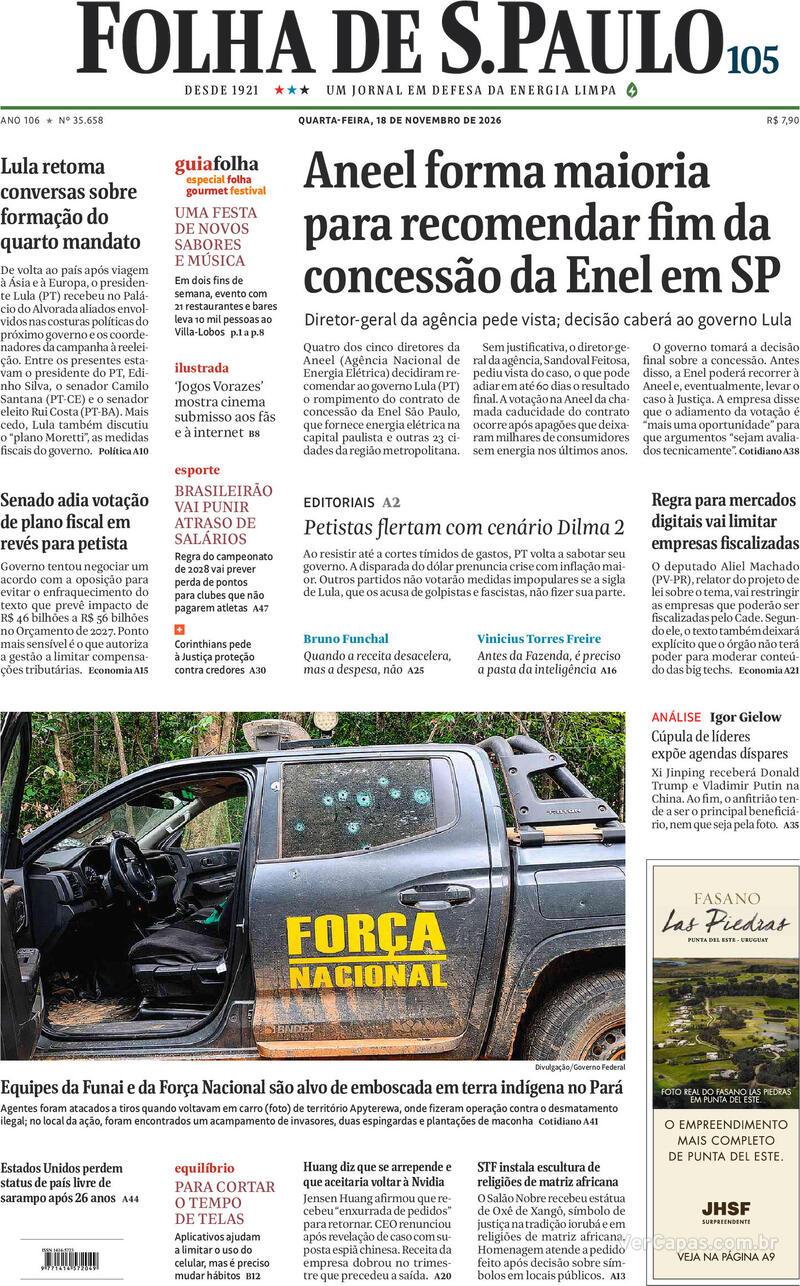 FOLHA DE S.PAULO
105
DESDE 1921 ★★★ UM JORNAL EM DEFESA DA ENERGIA LIMPA
ANO 106 ★ Nº 35.658
QUARTA-FEIRA, 18 DE NOVEMBRO DE 2026
R$ 7,90
Lula retoma
conversas sobre
formação do
quarto mandato
De volta ao país após viagem
à Ásia e à Europa, o presiden-
te Lula (PT) recebeu no Palá-
cio do Alvorada aliados envol-
vidos nas costuras políticas do
próximo governo e os coorde-
nadores da campanha à reelei-
ção. Entre os presentes esta-
vam o presidente do PT, Edi-
nho Silva, o senador Camilo
Santana (PT-CE) e o senador
eleito Rui Costa (PT-BA). Mais
cedo, Lula também discutiu
o “plano Moretti”, as medidas
fiscais do governo. Política A10
Senado adia votação
de plano fiscal em
revés para petista
Governo tentou negociar um
acordo com a oposição para
evitar o enfraquecimento do
texto que prevê impacto de
R$ 46 bilhões a R$ 56 bilhões
no Orçamento de 2027. Ponto
mais sensível é o que autoriza
a gestão a limitar compensa-
ções tributárias. Economia A15
guiafolha
especial folha
gourmet festival
UMA FESTA
DE NOVOS
SABORES
E MÚSICA
Em dois fins de
semana, evento com
21 restaurantes e bares
leva 10 mil pessoas ao
Villa-Lobos p.1 a p.8
ilustrada
‘Jogos Vorazes’
mostra cinema
submisso aos fãs
e à internet B8
esporte
BRASILEIRÃO
VAI PUNIR
ATRASO DE
SALÁRIOS
Regra do campeonato
de 2028 vai prever
perda de pontos
para clubes que não
pagarem atletas A47
+
Corinthians pede
à Justiça proteção
contra credores A30
Aneel forma maioria
para recomendar fim da
concessão da Enel em SP
Diretor-geral da agência pede vista; decisão caberá ao governo Lula
Quatro dos cinco diretores da
Aneel (Agência Nacional de
Energia Elétrica) decidiram re-
comendar ao governo Lula (PT)
o rompimento do contrato de
concessão da Enel São Paulo,
que fornece energia elétrica na
capital paulista e outras 23 ci-
dades da região metropolitana.
Sem justificativa, o diretor-ge-
ral da agência, Sandoval Feitosa,
pediu vista do caso, o que pode
adiar em até 60 dias o resultado
final. A votação na Aneel da cha-
mada caducidade do contrato
ocorre após apagões que deixa-
ram milhares de consumidores
sem energia nos últimos anos.
O governo tomará a decisão
final sobre a concessão. Antes
disso, a Enel poderá recorrer à
Aneel e, eventualmente, levar o
caso à Justiça. A empresa disse
que o adiamento da votação é
“mais uma oportunidade” para
que argumentos “sejam avalia-
dos tecnicamente”. Cotidiano A38
EDITORIAIS A2
Petistas flertam com cenário Dilma 2
Ao resistir até a cortes tímidos de gastos, PT volta a sabotar seu
governo. A disparada do dólar prenuncia crise com inflação mai-
or. Outros partidos não votarão medidas impopulares se a sigla
de Lula, que os acusa de golpistas e fascistas, não fizer sua parte.
Bruno Funchal
Quando a receita desacelera,
mas a despesa, não A25
Vinicius Torres Freire
Antes da Fazenda, é preciso
a pasta da inteligência A16
Regra para mercados
digitais vai limitar
empresas fiscalizadas
O deputado Aliel Machado
(PV-PR), relator do projeto de
lei sobre o tema, vai restringir
as empresas que poderão ser
fiscalizadas pelo Cade. Segun-
do ele, o texto também deixará
explícito que o órgão não terá
poder para moderar conteú-
do das big techs. Economia A21
ANÁLISE Igor Gielow
Cúpula de líderes
expõe agendas díspares
Xi Jinping receberá Donald
Trump e Vladimir Putin na
China. Ao fim, o anfitrião ten-
de a ser o principal beneficiá-
rio, nem que seja pela foto. A35
TRITON
FORÇA
NACIONAL
BNDES
Divulgação/Governo Federal
Equipes da Funai e da Força Nacional são alvo de emboscada em terra indígena no Pará
Agentes foram atacados a tiros quando voltavam em carro (foto) de território Apyterewa, onde fizeram operação contra o desmatamento
ilegal; no local da ação, foram encontrados um acampamento de invasores, duas espingardas e plantações de maconha Cotidiano A41
Estados Unidos perdem
status de país livre de
sarampo após 26 anos A44
ISSN 1414-5723
9771414572049
equilíbrio
PARA CORTAR
O TEMPO
DE TELAS
Aplicativos ajudam
a limitar o uso do
celular, mas é preciso
mudar hábitos B12
Huang diz que se arrepende e
que aceitaria voltar à Nvidia
Jensen Huang afirmou que re-
cebeu “enxurrada de pedidos”
para retornar. CEO renunciou
após revelação de caso com su-
posta espiã chinesa. Receita da
empresa dobrou no trimes-
tre que precedeu a saída. A20
STF instala escultura de
religiões de matriz africana
O Salão Nobre recebeu estátua
de Oxê de Xangô, símbolo de
justiça na tradição iorubá e em
religiões de matriz africana.
Homenagem atende a pedido
feito após decisão sobre sím-
bolos em locais públicos. A12
FASANO
Las Piedras
PUNTA DEL ESTE - URUGUAY
FOTO REAL DO FASANO LAS PIEDRAS
EM PUNTA DEL ESTE.
O EMPREENDIMENTO
MAIS COMPLETO
DE PUNTA DEL ESTE.
JHSF
SURPREENDENTE
VEJA NA PÁGINA A9
VerCapas.com.br